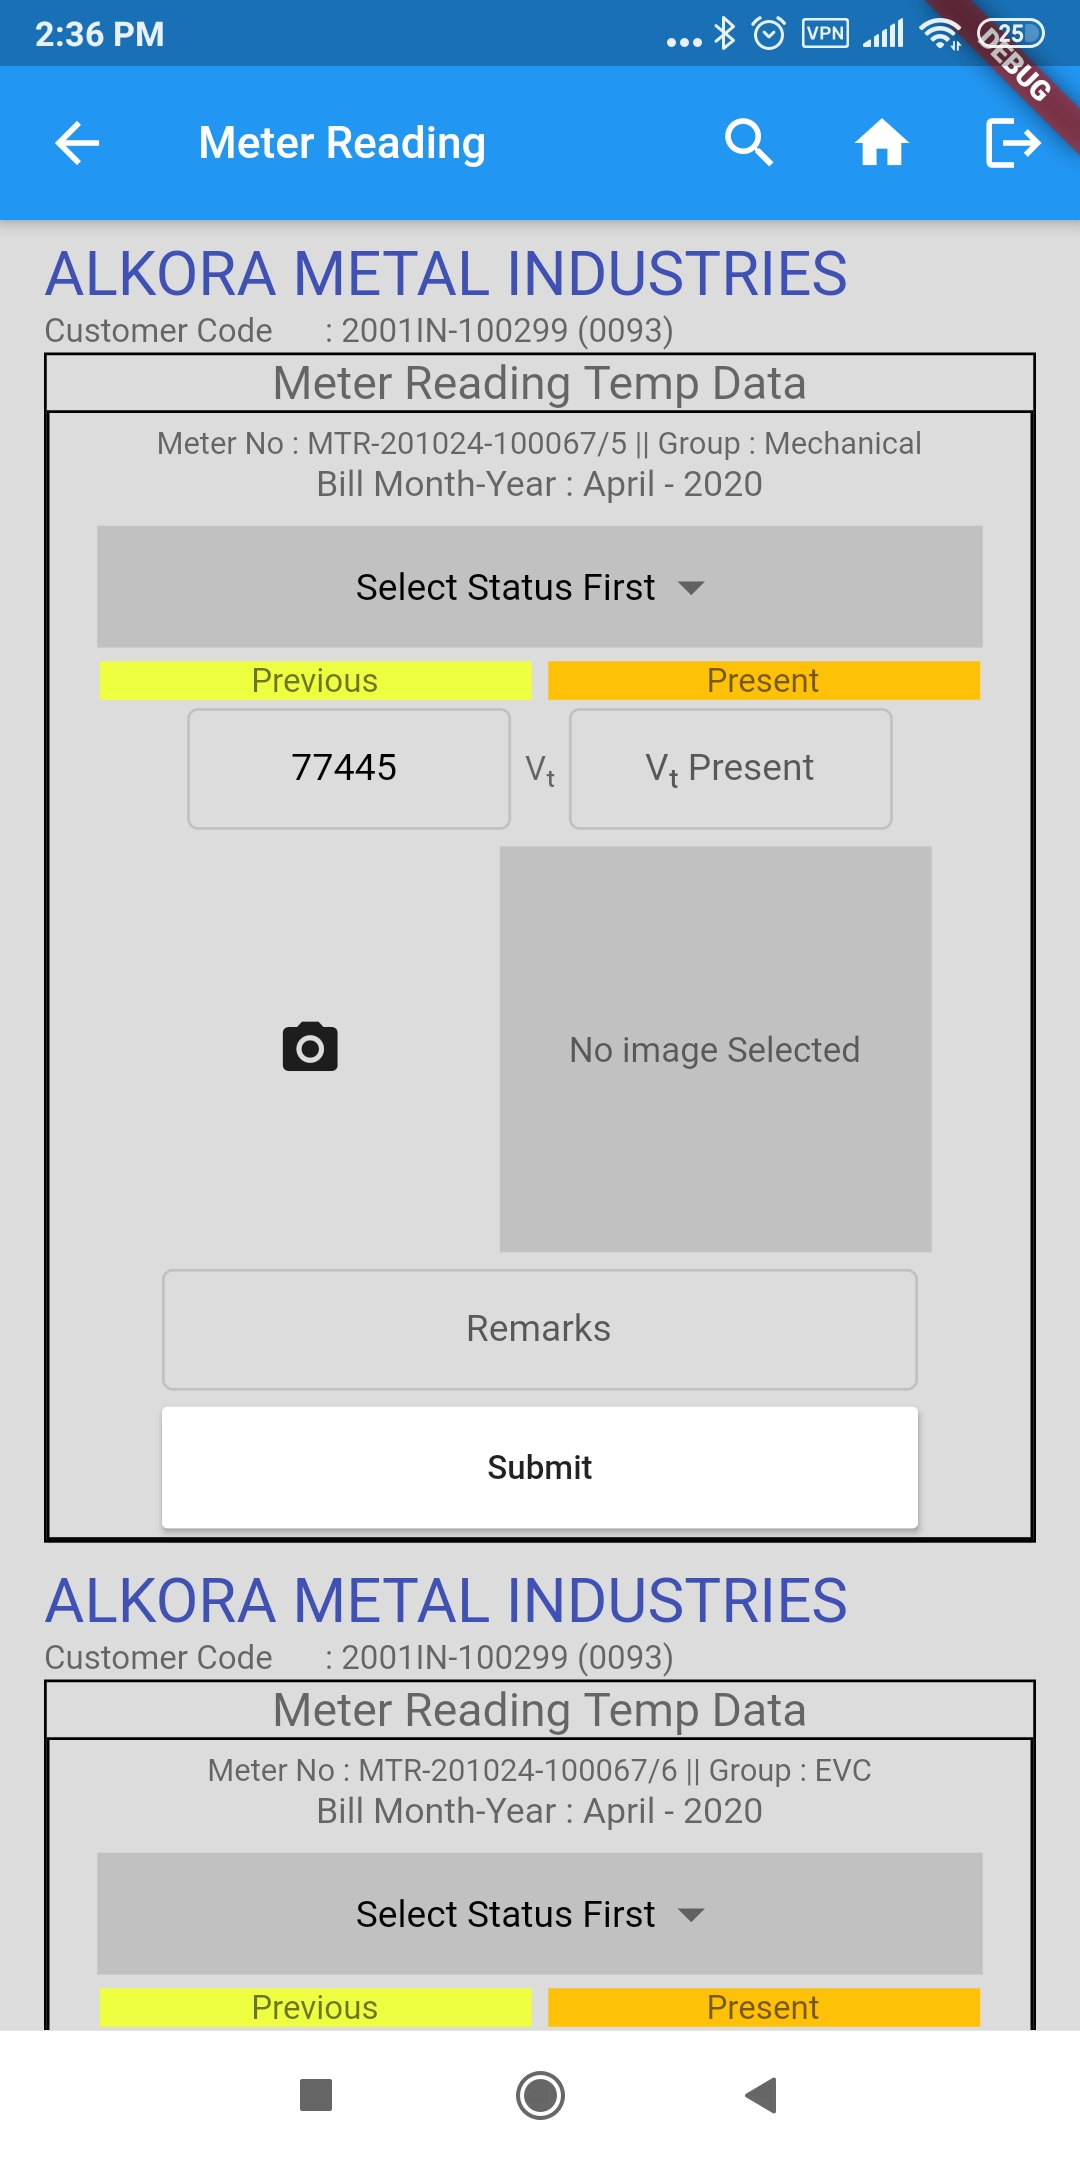 2:36 PM
VPN
25
DEBUG
Meter Reading
ALKORA METAL INDUSTRIES
Customer Code : 2001IN-100299 (0093)
Meter Reading Temp Data
Meter No : MTR-201024-100067/5 || Group : Mechanical
Bill Month-Year : April - 2020
Select Status First
Previous Present
77445 Vt Vt Present
No image Selected
Remarks
Submit
ALKORA METAL INDUSTRIES
Customer Code : 2001IN-100299 (0093)
Meter Reading Temp Data
Meter No : MTR-201024-100067/6 || Group : EVC
Bill Month-Year : April - 2020
Select Status First
Previous Present